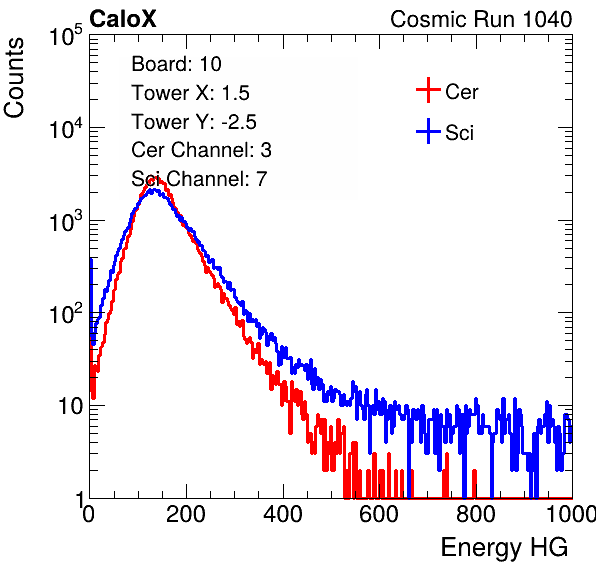 CaloX Cosmic Run 1040
Counts
Board: 10
Tower X: 1.5
Tower Y: -2.5
Cer Channel: 3
Sci Channel: 7
Cer
Sci
10^5
10^4
10^3
10^2
10
1
0 200 400 600 800 1000
Energy HG